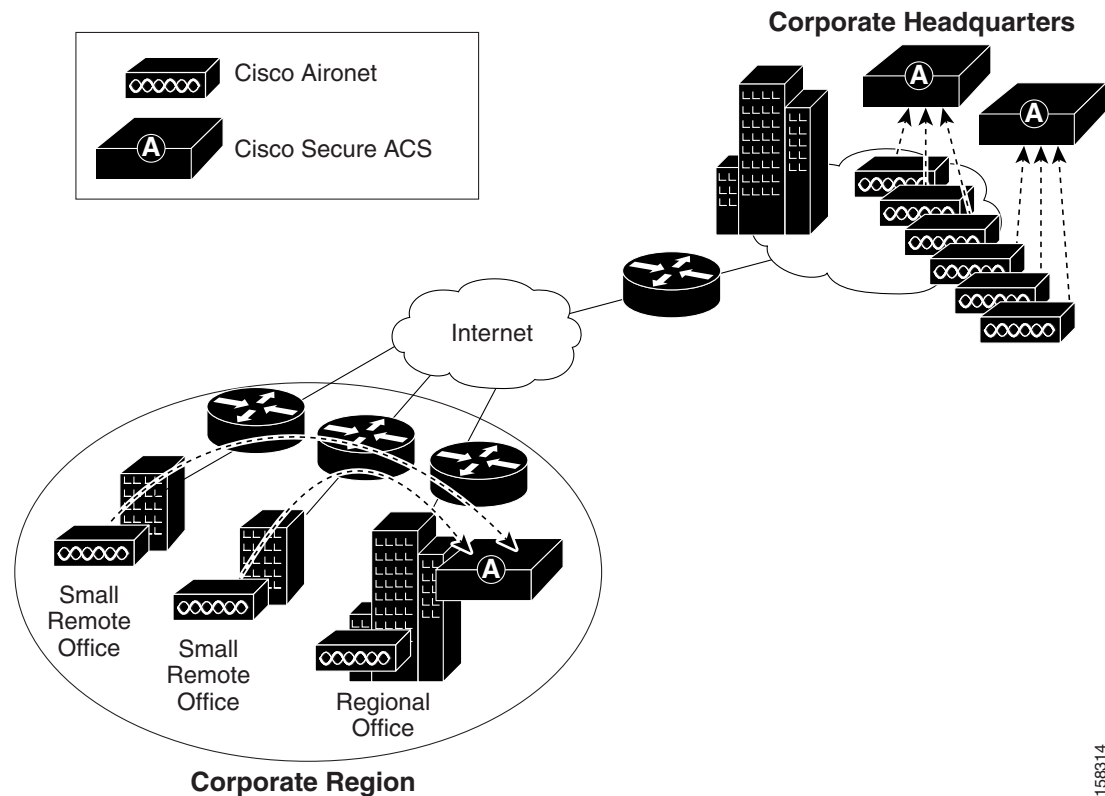 Corporate Headquarters
Cisco Aironet
A
Cisco Secure ACS
A
A
Internet
A
Small
Remote
Office
Small
Remote
Office
Regional
Office
Corporate Region
158314